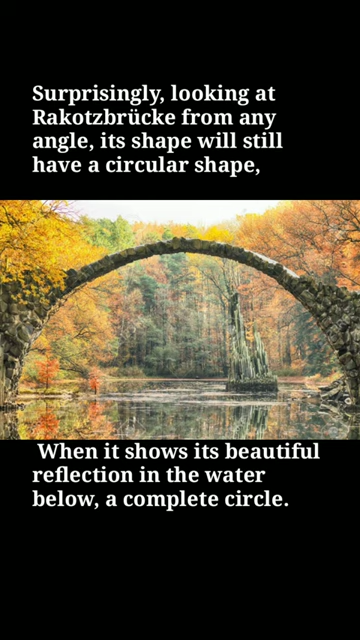 Surprisingly, looking at
Rakotzbrücke from any
angle, its shape will still
have a circular shape,
When it shows its beautiful
reflection in the water
below, a complete circle.